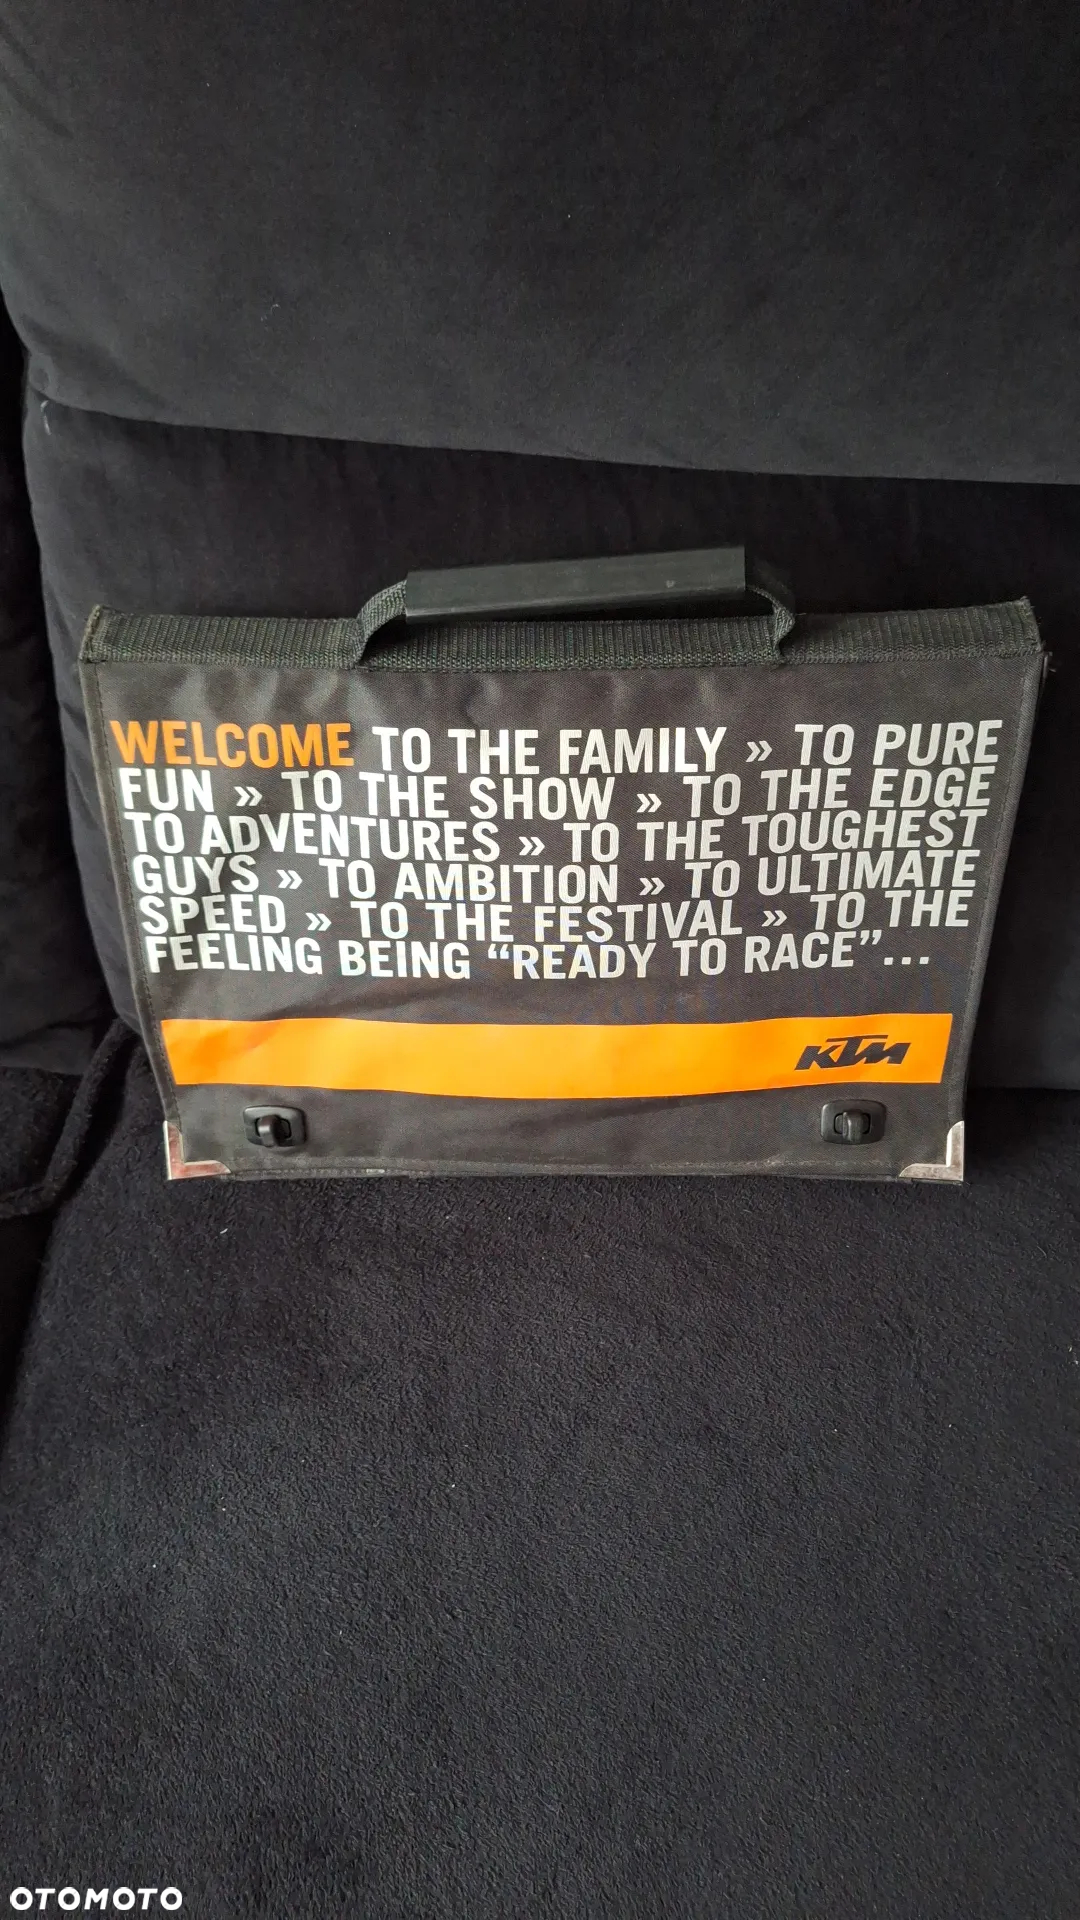 WELCOME TO THE FAMILY » TO PURE
FUN » TO THE SHOW » TO THE EDGE
TO ADVENTURES » TO THE TOUGHEST
GUYS » TO AMBITION » TO ULTIMATE
SPEED » TO THE FESTIVAL » TO THE
FEELING BEING “READY TO RACE”...
KTM
OTOMOTO